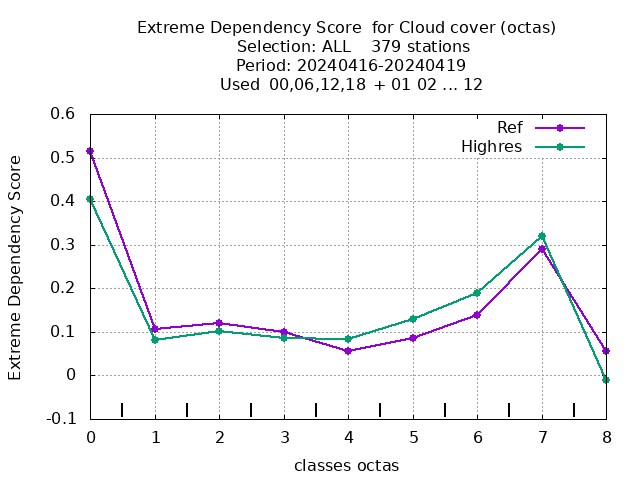 Extreme Dependency Score  for Cloud cover (octas)
Selection: ALL    379 stations
Period: 20240416-20240419
Used  00,06,12,18  + 01 02 ... 12
Ref
Highres
Extreme Dependency Score
0.6
0.5
0.4
0.3
0.2
0.1
0
-0.1
0 1 2 3 4 5 6 7 8
classes octas